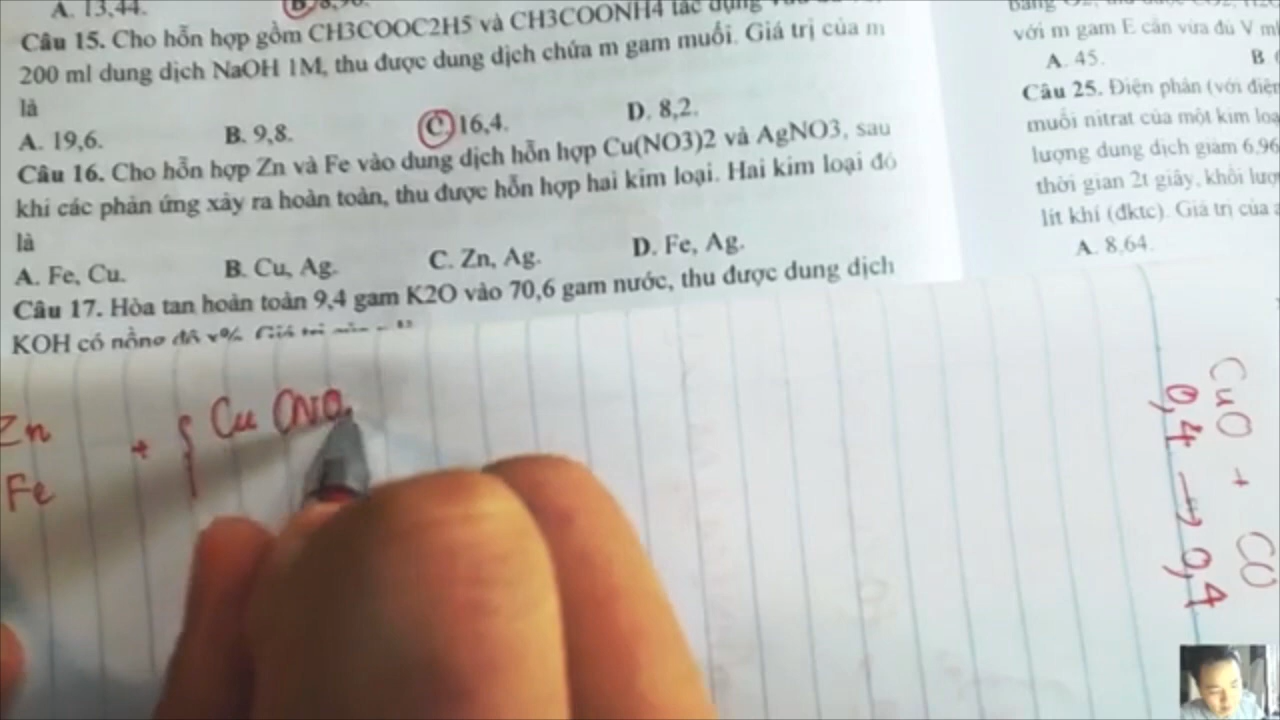 A. 13,44.
Câu 15. Cho hỗn hợp gồm CH3COOC2H5 và CH3COONH4 tác dụng
200 ml dung dịch NaOH 1M, thu được dung dịch chứa m gam muối. Giá trị của m
là
A. 19,6. B. 9,8. C. 16,4. D. 8,2.
Câu 16. Cho hỗn hợp Zn và Fe vào dung dịch hỗn hợp Cu(NO3)2 và AgNO3, sau
khi các phản ứng xảy ra hoàn toàn, thu được hỗn hợp hai kim loại. Hai kim loại đó
là
A. Fe, Cu. B. Cu, Ag. C. Zn, Ag. D. Fe, Ag.
Câu 17. Hòa tan hoàn toàn 9,4 gam K2O vào 70,6 gam nước, thu được dung dịch
KOH có nồng độ x%. Giá trị
với m gam E cần vừa đủ V ml
A. 45. B
Câu 25. Điện phân (với điện
muối nitrat của một kim loạ
lượng dung dịch giảm 6,96
thời gian 2t giây, khối lượ
lít khí (đktc). Giá trị của a
A. 8,64.
Zn + { Cu (NO
Fe
CuO + CO
0,4 → 0,4